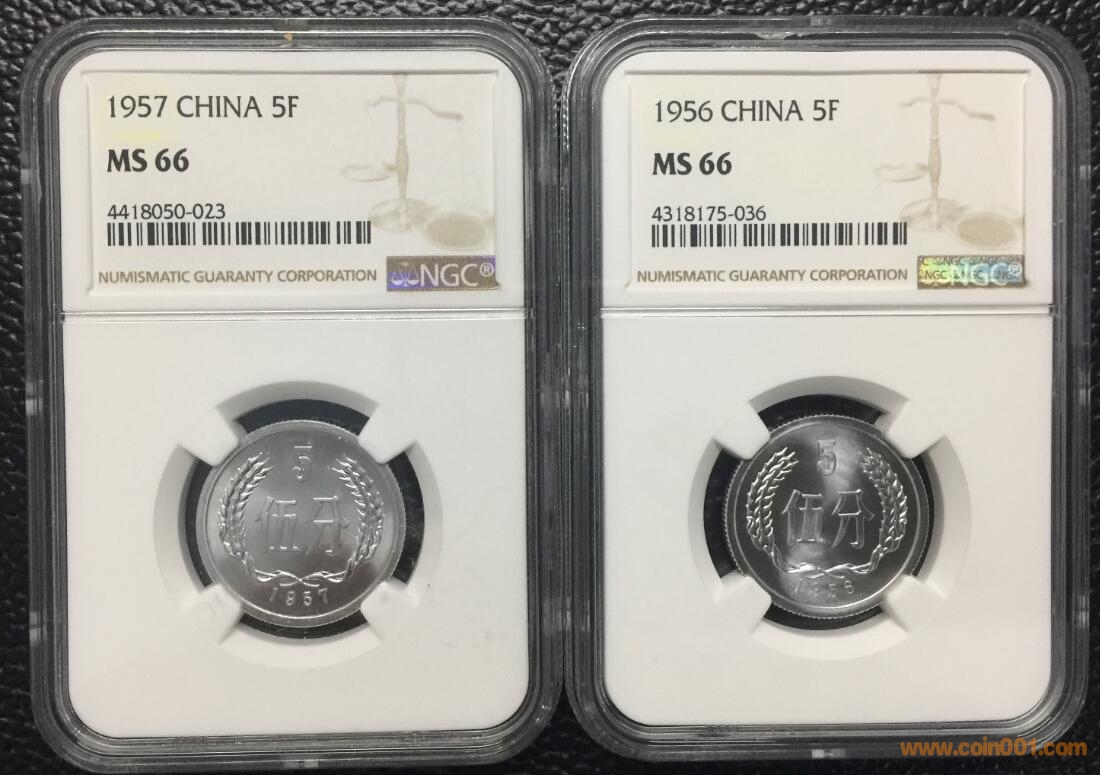 1957 CHINA 5F
MS 66
4418050-023
NUMISMATIC GUARANTY CORPORATION
NGC®
5
伍分
1957
1956 CHINA 5F
MS 66
4318175-036
NUMISMATIC GUARANTY CORPORATION
NGC®
5
伍分
1956
www.coin001.com